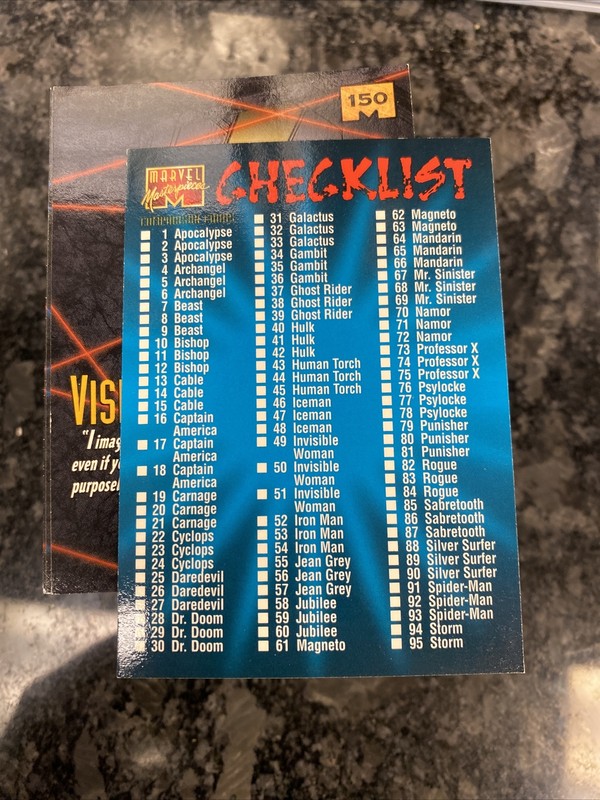 150
MARVEL
Masterpieces
CHECKLIST
1 Apocalypse
2 Apocalypse
3 Apocalypse
4 Archangel
5 Archangel
6 Archangel
7 Beast
8 Beast
9 Beast
10 Bishop
11 Bishop
12 Bishop
13 Cable
14 Cable
15 Cable
16 Captain
America
17 Captain
America
18 Captain
America
19 Carnage
20 Carnage
21 Carnage
22 Cyclops
23 Cyclops
24 Cyclops
25 Daredevil
26 Daredevil
27 Daredevil
28 Dr. Doom
29 Dr. Doom
30 Dr. Doom
31 Galactus
32 Galactus
33 Galactus
34 Gambit
35 Gambit
36 Gambit
37 Ghost Rider
38 Ghost Rider
39 Ghost Rider
40 Hulk
41 Hulk
42 Hulk
43 Human Torch
44 Human Torch
45 Human Torch
46 Iceman
47 Iceman
48 Iceman
49 Invisible
Woman
50 Invisible
Woman
51 Invisible
Woman
52 Iron Man
53 Iron Man
54 Iron Man
55 Jean Grey
56 Jean Grey
57 Jean Grey
58 Jubilee
59 Jubilee
60 Jubilee
61 Magneto
62 Magneto
63 Magneto
64 Mandarin
65 Mandarin
66 Mandarin
67 Mr. Sinister
68 Mr. Sinister
69 Mr. Sinister
70 Namor
71 Namor
72 Namor
73 Professor X
74 Professor X
75 Professor X
76 Psylocke
77 Psylocke
78 Psylocke
79 Punisher
80 Punisher
81 Punisher
82 Rogue
83 Rogue
84 Rogue
85 Sabretooth
86 Sabretooth
87 Sabretooth
88 Silver Surfer
89 Silver Surfer
90 Silver Surfer
91 Spider-Man
92 Spider-Man
93 Spider-Man
94 Storm
95 Storm
VIS
"I imag
even if yo
purposel